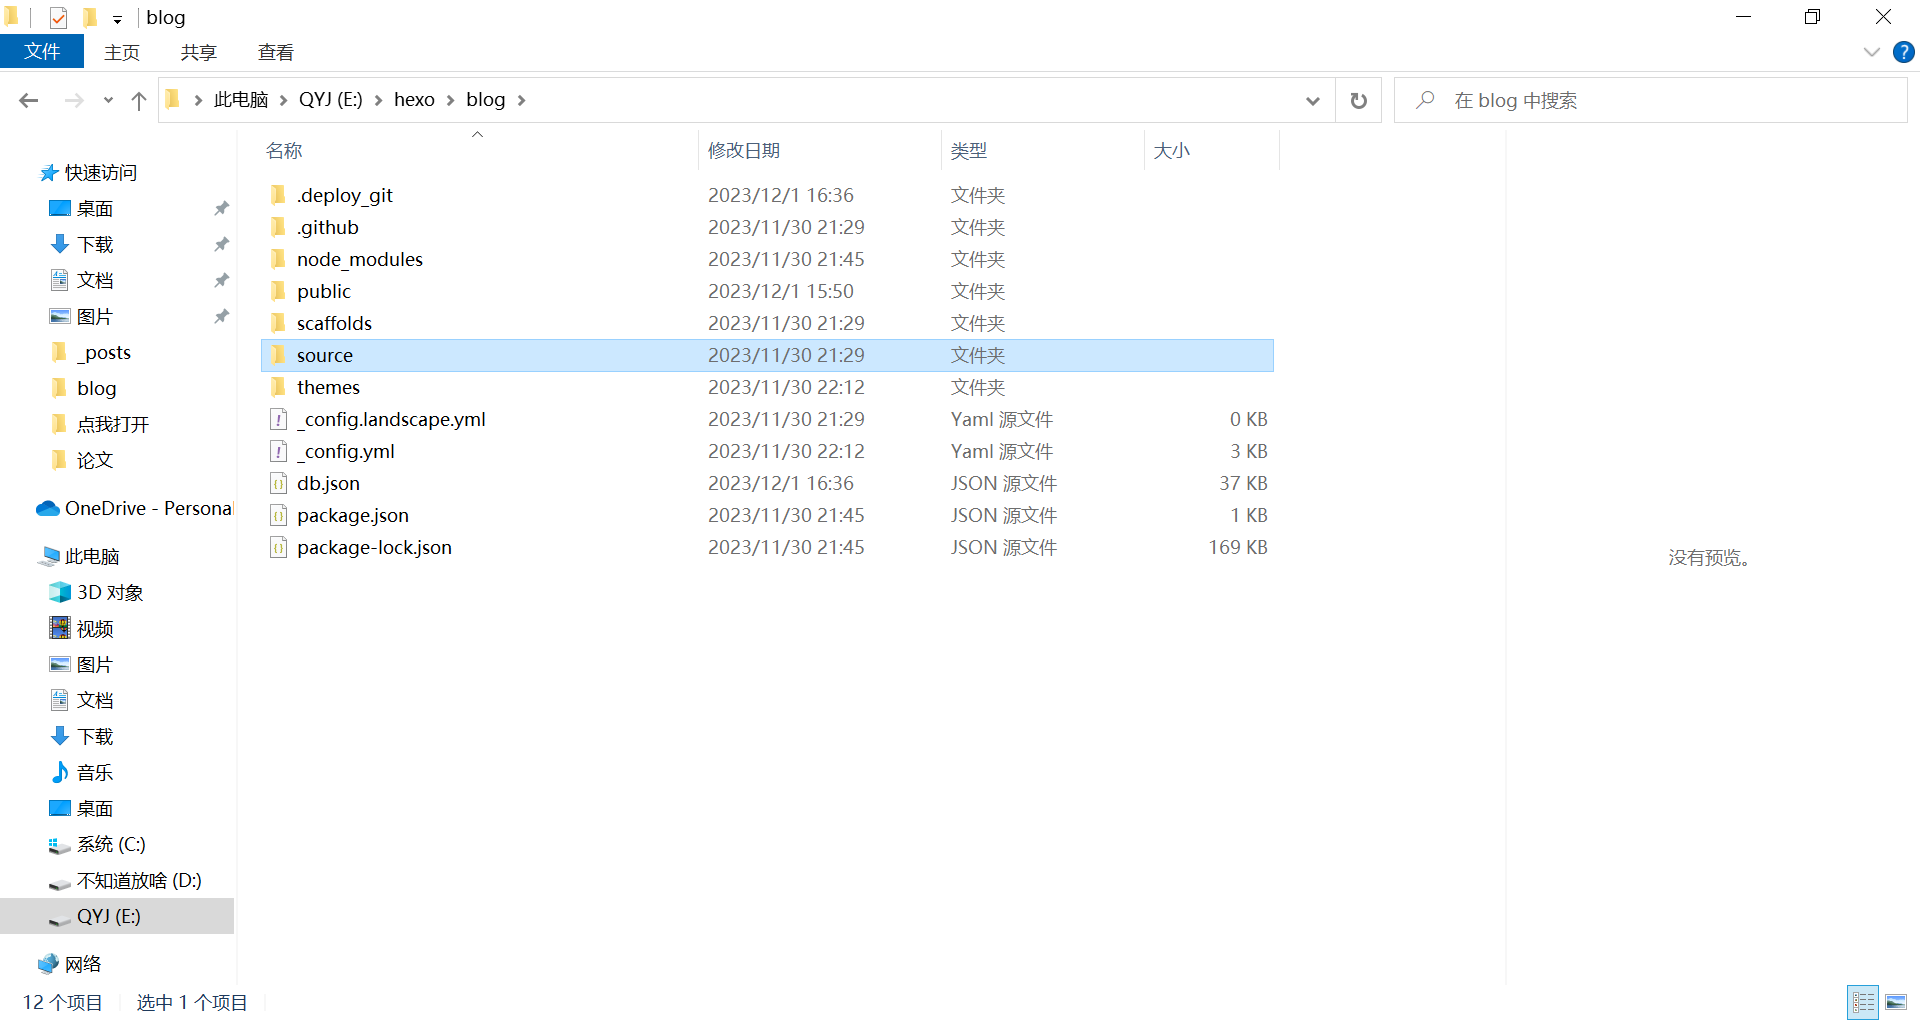 blog
文件 主页 共享 查看
此电脑 QYJ (E:) hexo blog
在 blog 中搜索
名称 修改日期 类型 大小
快速访问
桌面
下载
文档
图片
_posts
blog
点我打开
论文
OneDrive - Personal
此电脑
3D 对象
视频
图片
文档
下载
音乐
桌面
系统 (C:)
不知道放啥 (D:)
QYJ (E:)
网络
.deploy_git 2023/12/1 16:36 文件夹
.github 2023/11/30 21:29 文件夹
node_modules 2023/11/30 21:45 文件夹
public 2023/12/1 15:50 文件夹
scaffolds 2023/11/30 21:29 文件夹
source 2023/11/30 21:29 文件夹
themes 2023/11/30 22:12 文件夹
_config.landscape.yml 2023/11/30 21:29 Yaml 源文件 0 KB
_config.yml 2023/11/30 22:12 Yaml 源文件 3 KB
db.json 2023/12/1 16:36 JSON 源文件 37 KB
package.json 2023/11/30 21:45 JSON 源文件 1 KB
package-lock.json 2023/11/30 21:45 JSON 源文件 169 KB
没有预览。
12 个项目 选中 1 个项目